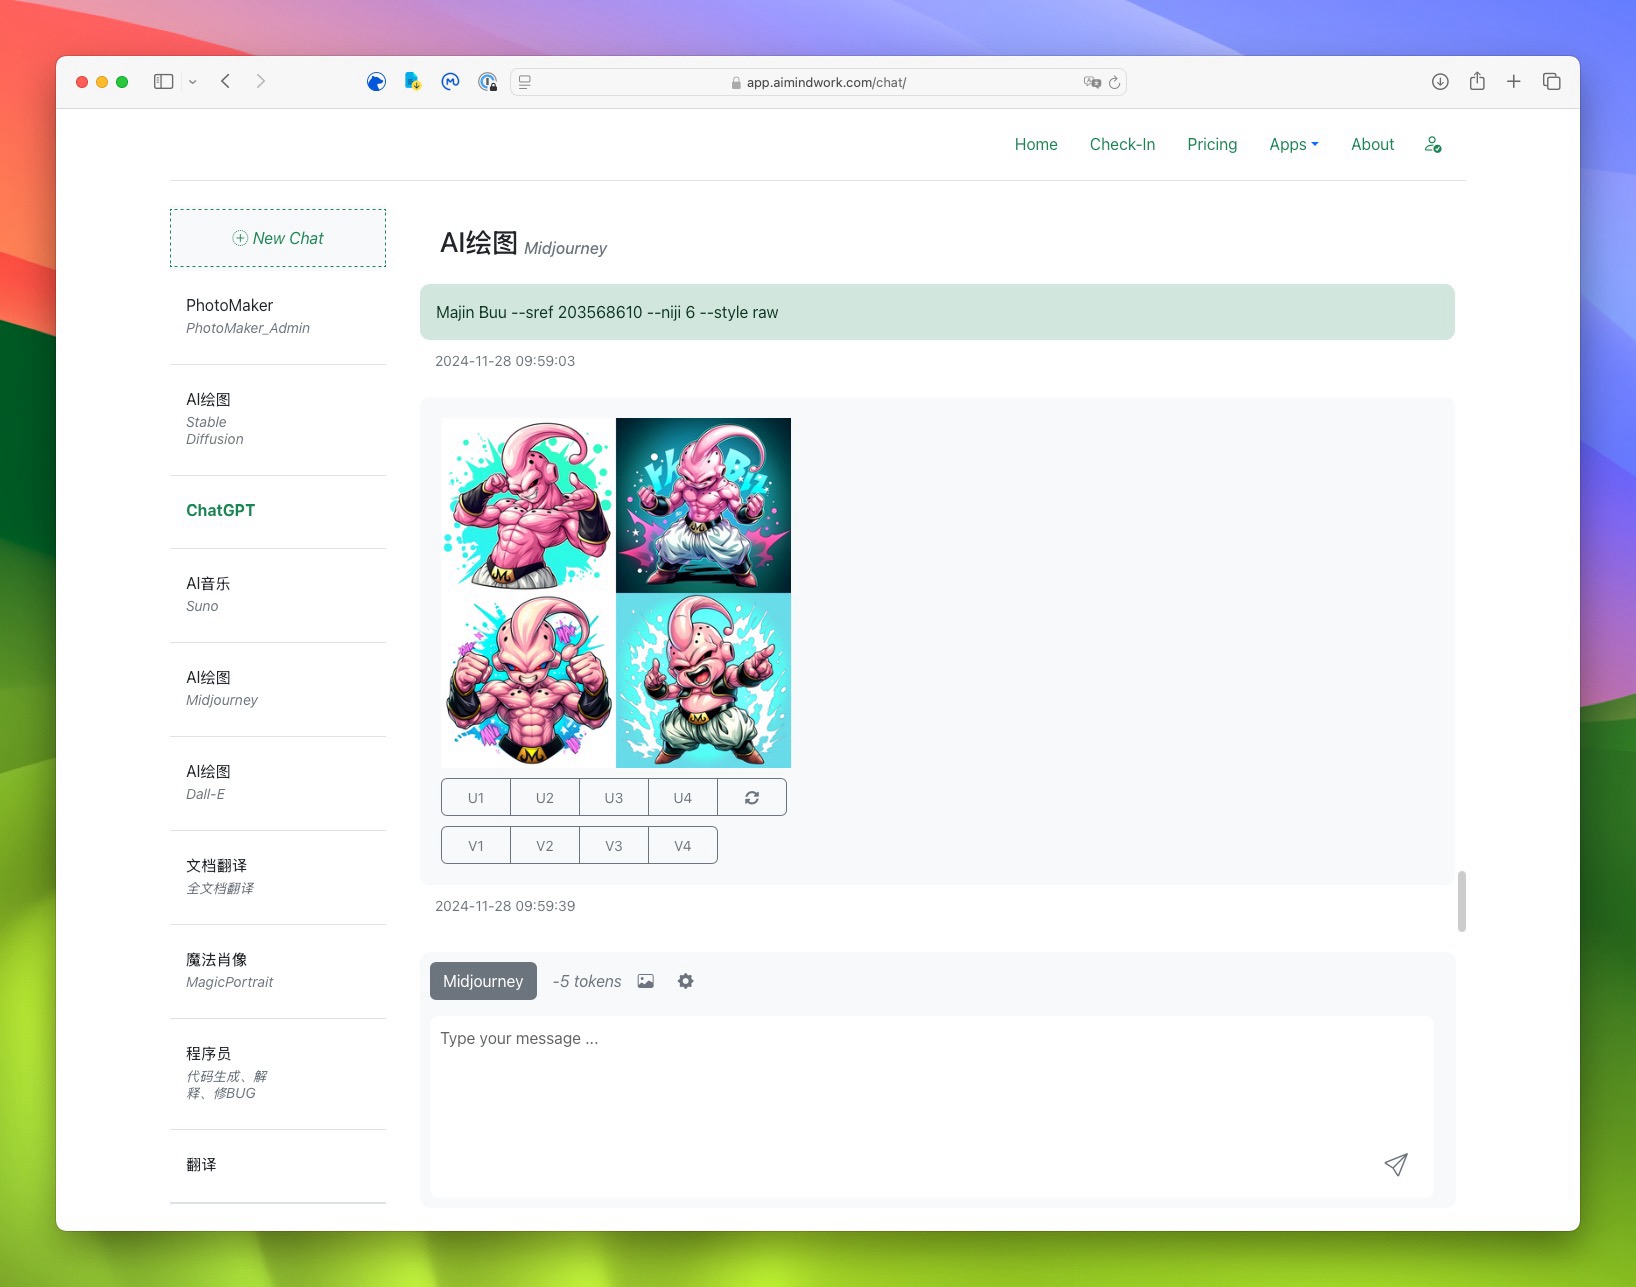 app.aimindwork.com/chat/
Home Check-In Pricing Apps About
New Chat
PhotoMaker
PhotoMaker_Admin
AI绘图
Stable
Diffusion
ChatGPT
AI音乐
Suno
AI绘图
Midjourney
AI绘图
Dall-E
文档翻译
全文档翻译
魔法肖像
MagicPortrait
程序员
代码生成、解
释、修BUG
翻译
AI绘图 Midjourney
Majin Buu --sref 203568610 --niji 6 --style raw
2024-11-28 09:59:03
U1 U2 U3 U4
V1 V2 V3 V4
2024-11-28 09:59:39
Midjourney -5 tokens
Type your message ...